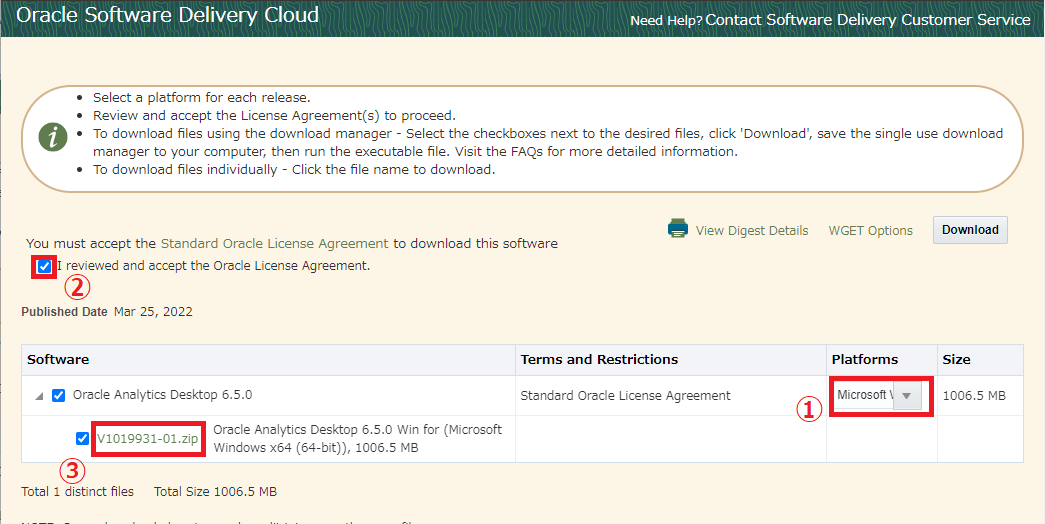 Oracle Software Delivery Cloud
Need Help? Contact Software Delivery Customer Service
• Select a platform for each release.
• Review and accept the License Agreement(s) to proceed.
• To download files using the download manager - Select the checkboxes next to the desired files, click 'Download', save the single use download
manager to your computer, then run the executable file. Visit the FAQs for more detailed information.
• To download files individually - Click the file name to download.
View Digest Details
WGET Options
Download
You must accept the Standard Oracle License Agreement to download this software
I reviewed and accept the Oracle License Agreement.
②
Published Date Mar 25, 2022
Software
Terms and Restrictions
Platforms
Size
Oracle Analytics Desktop 6.5.0
Standard Oracle License Agreement
①
Microsoft
1006.5 MB
V1019931-01.zip
Oracle Analytics Desktop 6.5.0 Win for (Microsoft
Windows x64 (64-bit)), 1006.5 MB
③
Total 1 distinct files
Total Size 1006.5 MB